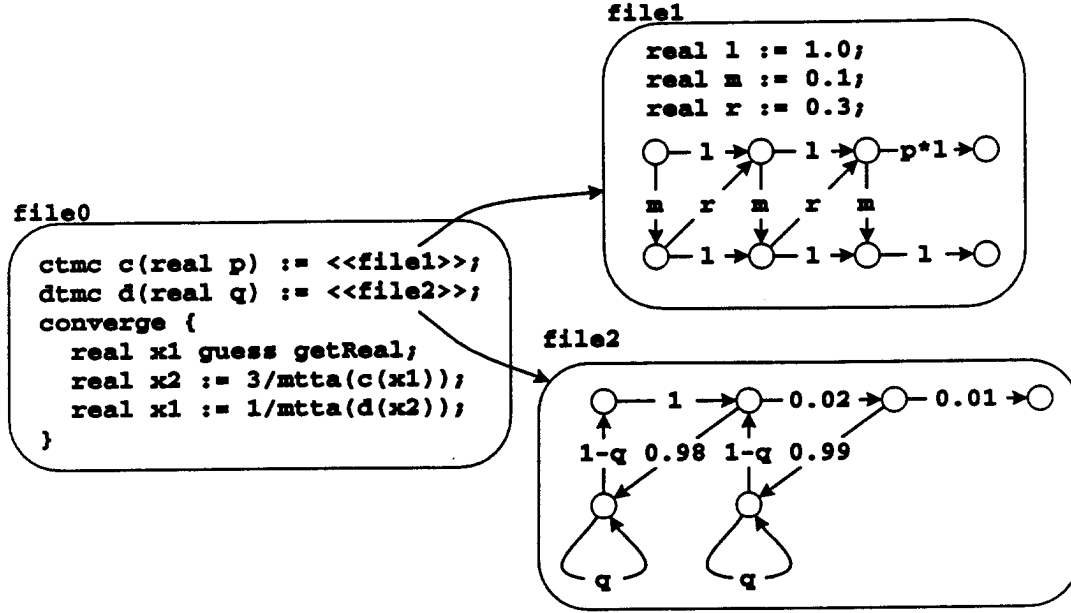 file1
real l := 1.0;
real m := 0.1;
real r := 0.3;
l l p*l
m r m r m
l l l
file0
ctmc c(real p) := <<file1>>;
dtmc d(real q) := <<file2>>;
converge {
real x1 guess getReal;
real x2 := 3/mtta(c(x1));
real x1 := 1/mtta(d(x2));
}
file2
1 0.02 0.01
1-q 0.98 1-q 0.99
q q